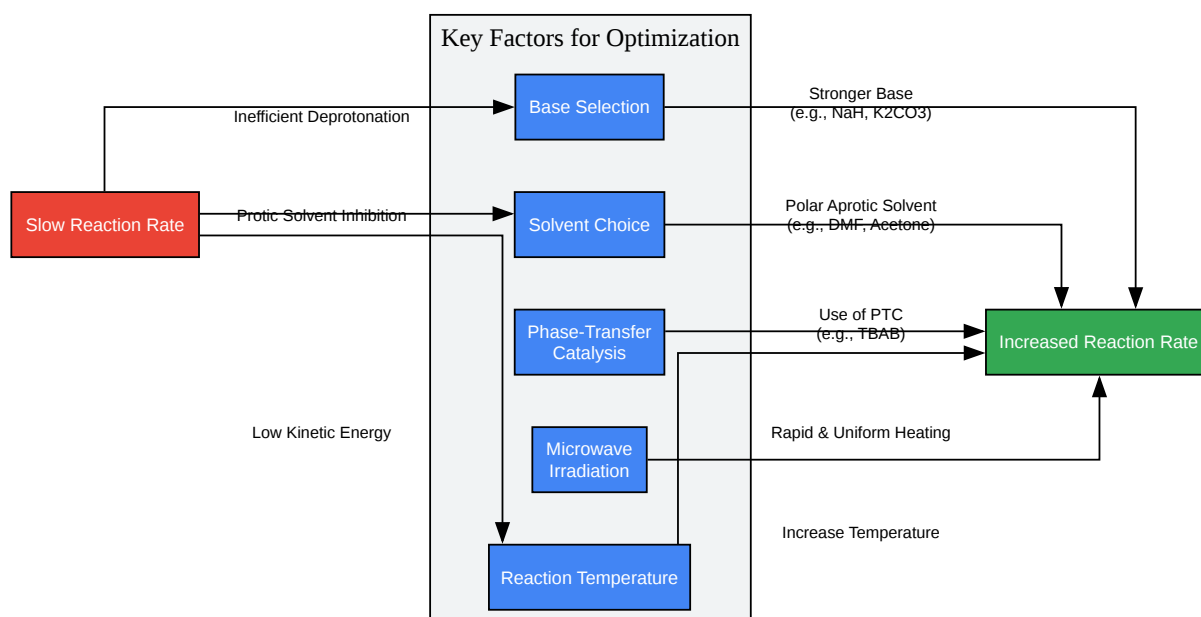 Key Factors for Optimization
Base Selection
Stronger Base
(e.g., NaH, K2CO3)
Inefficient Deprotonation
Slow Reaction Rate
Protic Solvent Inhibition
Solvent Choice
Polar Aprotic Solvent
(e.g., DMF, Acetone)
Phase-Transfer
Catalysis
Use of PTC
(e.g., TBAB)
Increased Reaction Rate
Low Kinetic Energy
Microwave
Irradiation
Rapid & Uniform Heating
Increase Temperature
Reaction Temperature